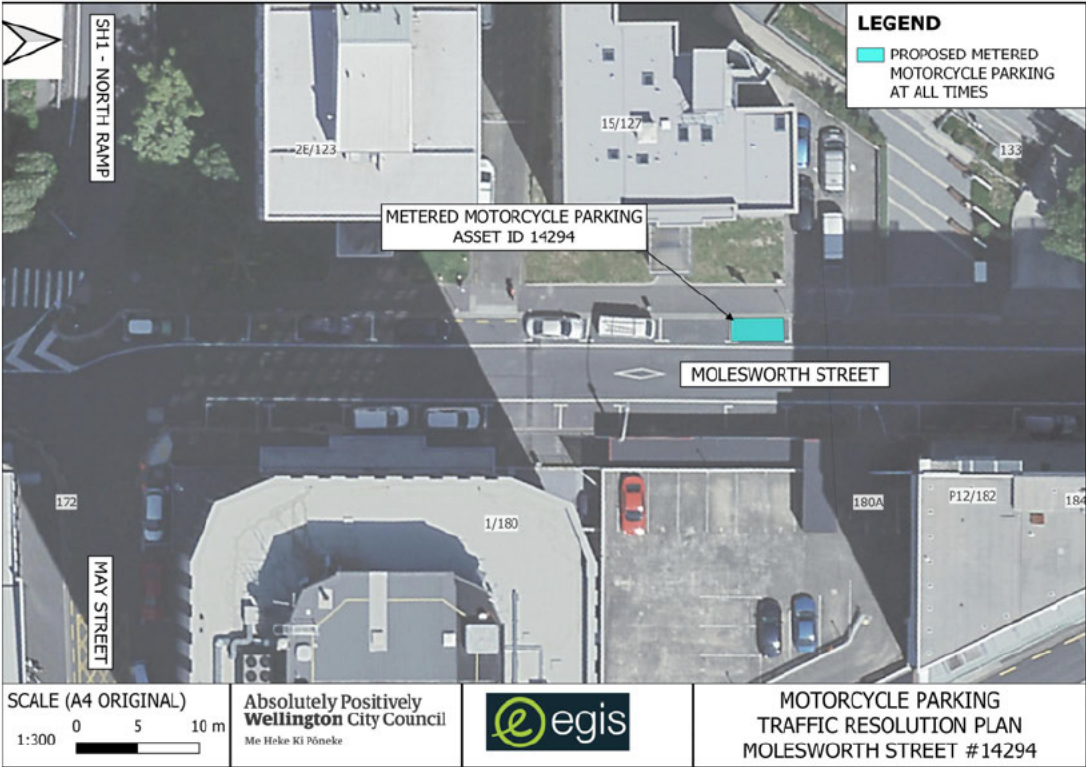 SH1 - NORTH RAMP
LEGEND
PROPOSED METERED
MOTORCYCLE PARKING
AT ALL TIMES
2E/123
15/127
133
METERED MOTORCYCLE PARKING
ASSET ID 14294
MOLESWORTH STREET
172
1/180
180A
P12/182
184
MAY STREET
SCALE (A4 ORIGINAL)
1:300
0 5 10 m
Absolutely Positively
Wellington City Council
Me Heke Ki Pōneke
egis
MOTORCYCLE PARKING
TRAFFIC RESOLUTION PLAN
MOLESWORTH STREET #14294